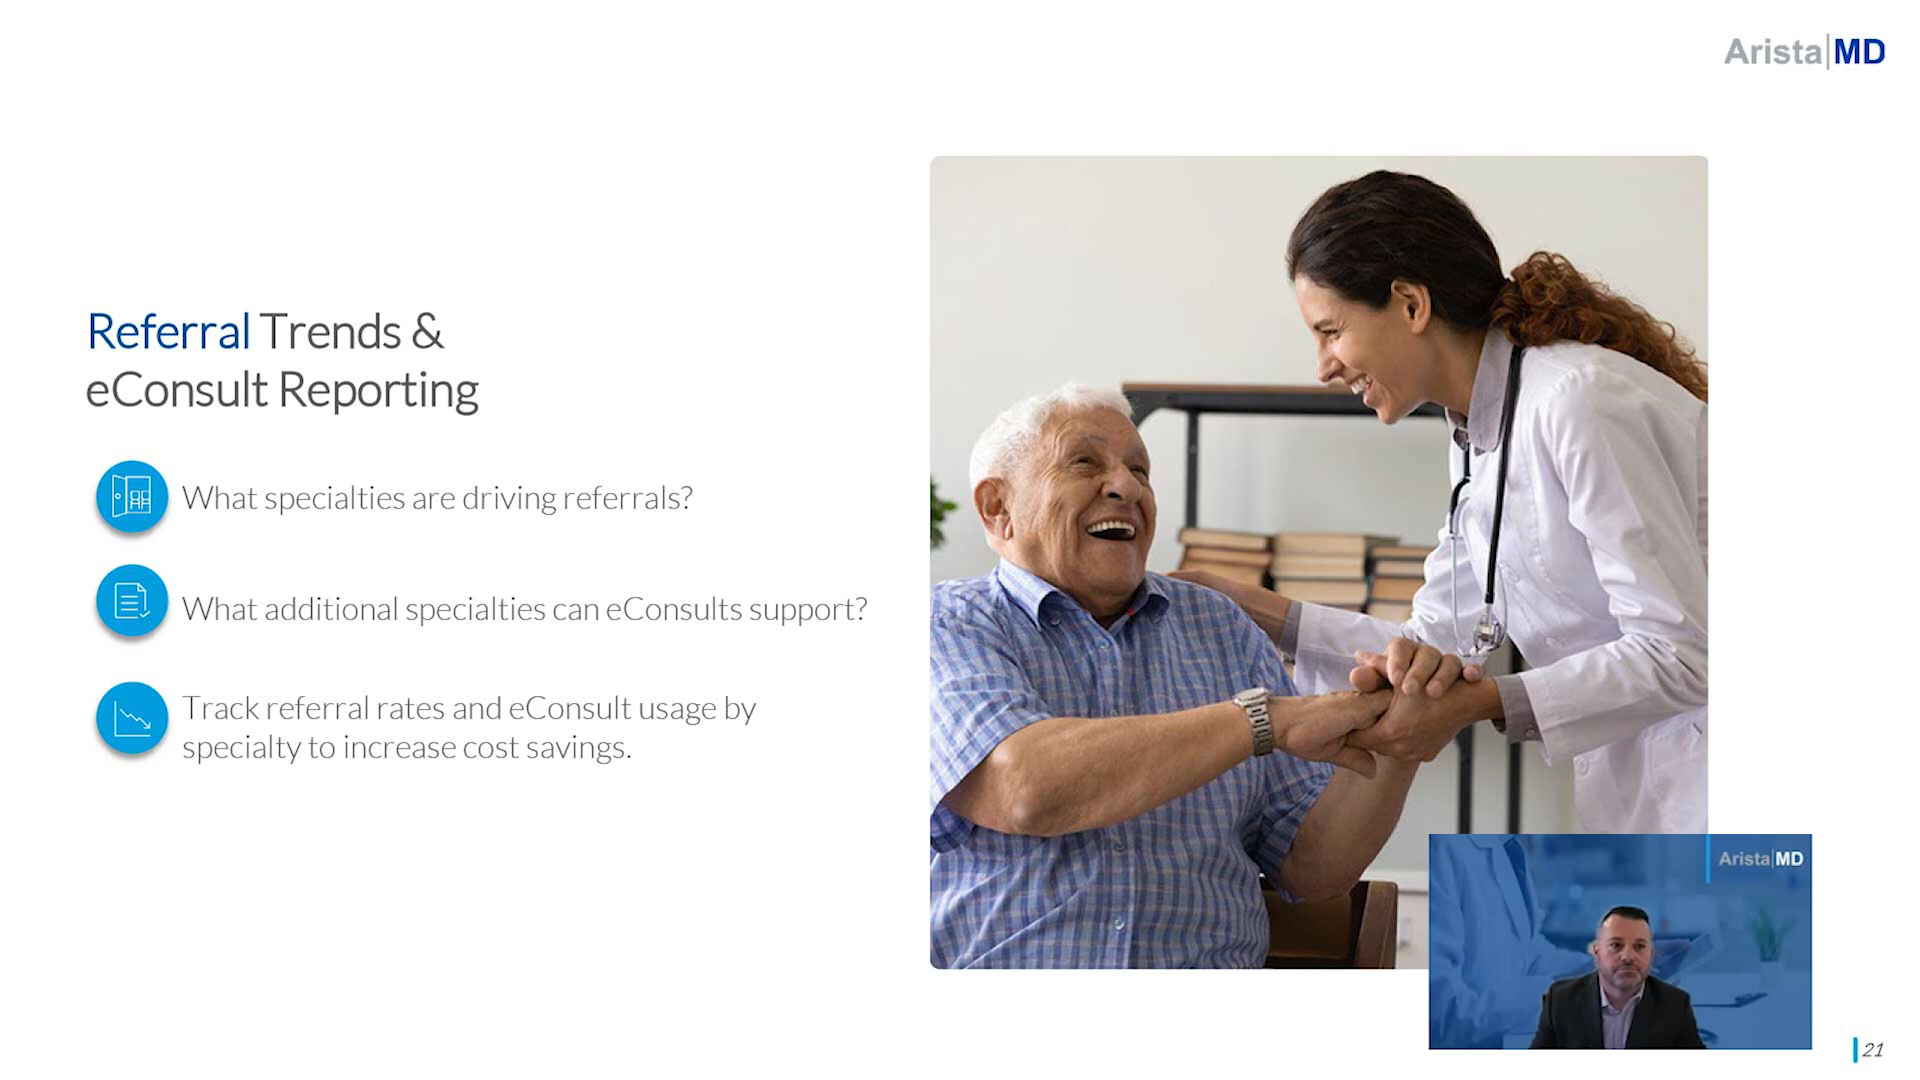 Arista|MD
Referral Trends &
eConsult Reporting
What specialties are driving referrals?
What additional specialties can eConsults support?
Track referral rates and eConsult usage by
specialty to increase cost savings.
Arista|MD
21